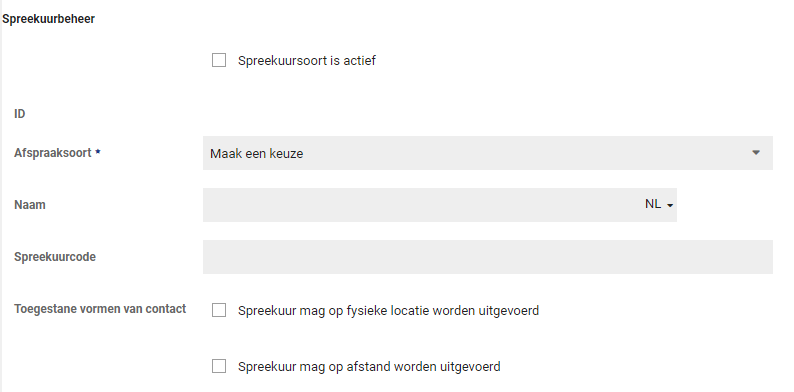 Spreekuurbeheer
Spreekuursoort is actief
ID
Afspraaksoort *
Maak een keuze
Naam
NL
Spreekuurcode
Toegestane vormen van contact
Spreekuur mag op fysieke locatie worden uitgevoerd
Spreekuur mag op afstand worden uitgevoerd